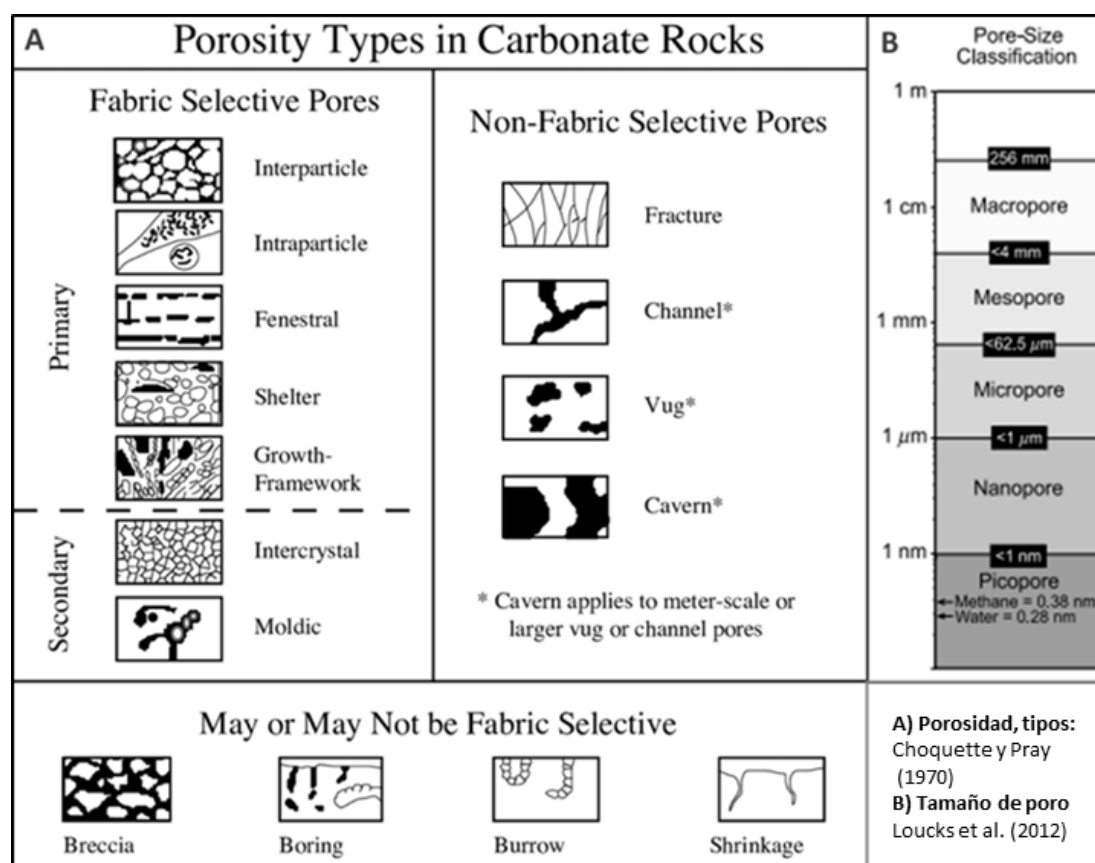 A
Porosity Types in Carbonate Rocks
Fabric Selective Pores
Primary
Interparticle
Intraparticle
Fenestral
Shelter
Growth-
Framework
Secondary
Intercrystal
Moldic
Non-Fabric Selective Pores
Fracture
Channel*
Vug*
Cavern*
* Cavern applies to meter-scale or
larger vug or channel pores
May or May Not be Fabric Selective
Breccia
Boring
Burrow
Shrinkage
B
Pore-Size
Classification
1 m
256 mm
Macropore
1 cm
<4 mm
Mesopore
1 mm
<62.5 µm
Micropore
1 µm
<1 µm
Nanopore
1 nm
<1 nm
Picopore
Methane = 0.38 nm
Water = 0.28 nm
A) Porosidad, tipos:
Choquette y Pray
(1970)
B) Tamaño de poro
Loucks et al. (2012)